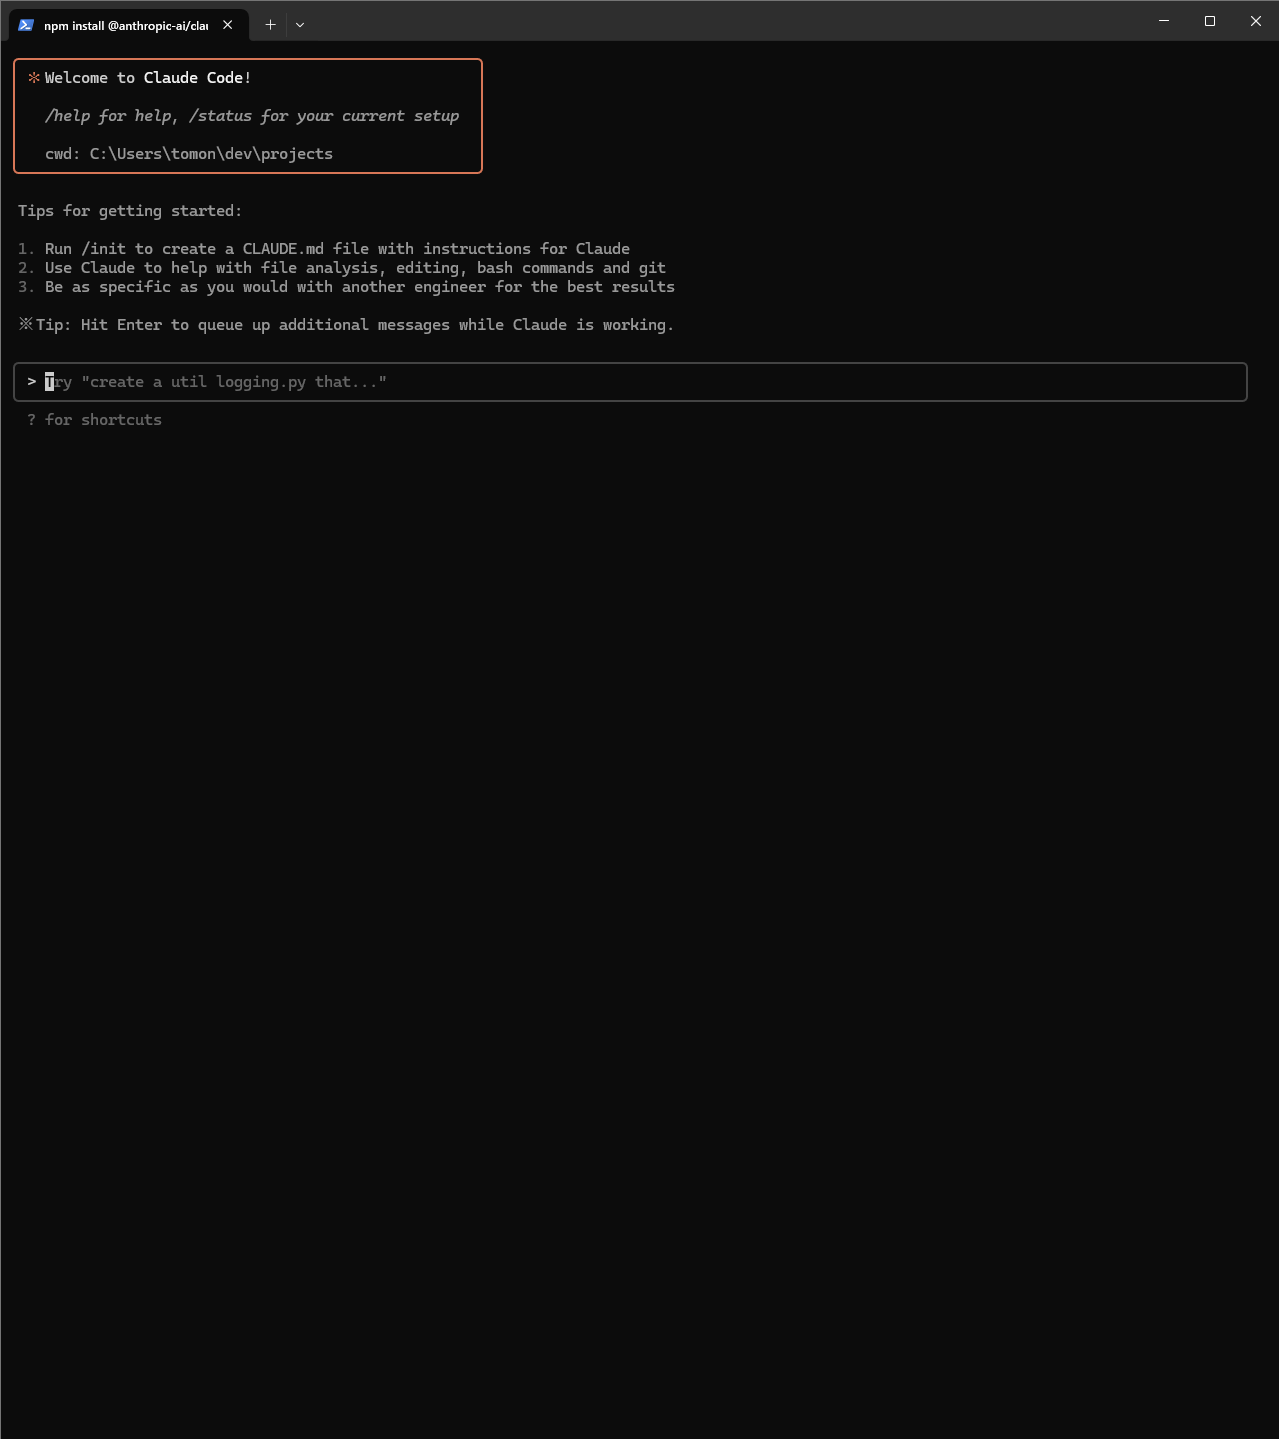 npm install @anthropic-ai/clau
Welcome to Claude Code!
/help for help, /status for your current setup
cwd: C:\Users\tomon\dev\projects
Tips for getting started:
1. Run /init to create a CLAUDE.md file with instructions for Claude
2. Use Claude to help with file analysis, editing, bash commands and git
3. Be as specific as you would with another engineer for the best results
※ Tip: Hit Enter to queue up additional messages while Claude is working.
> Try "create a util logging.py that..."
? for shortcuts